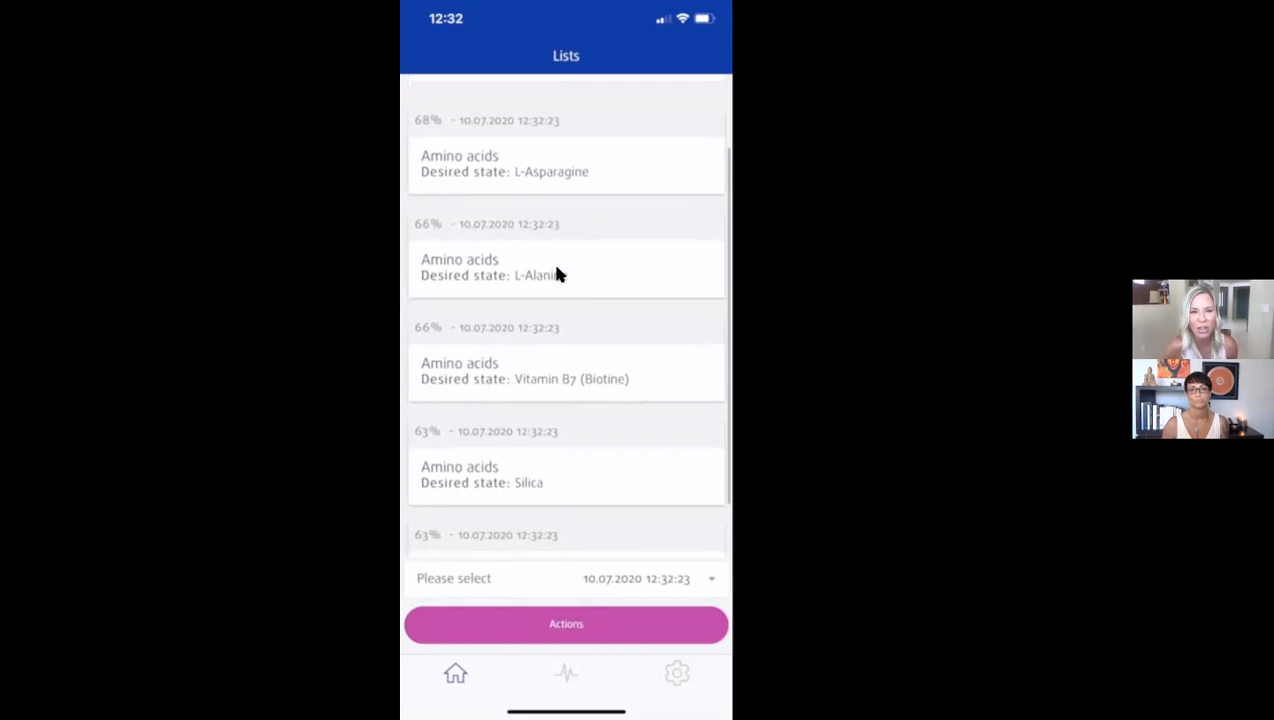 12:32
Lists
68% - 10.07.2020 12:32:23
Amino acids
Desired state: L-Asparagine
66% - 10.07.2020 12:32:23
Amino acids
Desired state:
66% - 10.07.2020 12:32:23
Amino acids
Desired state: Vitamin B7 (Biotine)
63% - 10.07.2020 12:32:23
Amino acids
Desired state: Silica
63% - 10.07.2020 12:32:23
Please select 10.07.2020 12:32:23
Actions